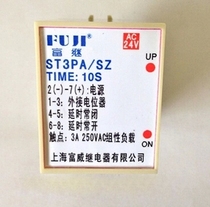 FUJI
富继
AC
24V
ST3PA/SZ
UP
TIME: 10S
2(-)-7(+):电源
1-3: 外接电位器
4-5: 延时常闭
6-8: 延时常开
ON
触点: 3A 250VAC组性负载
上海富威继电器有限公司